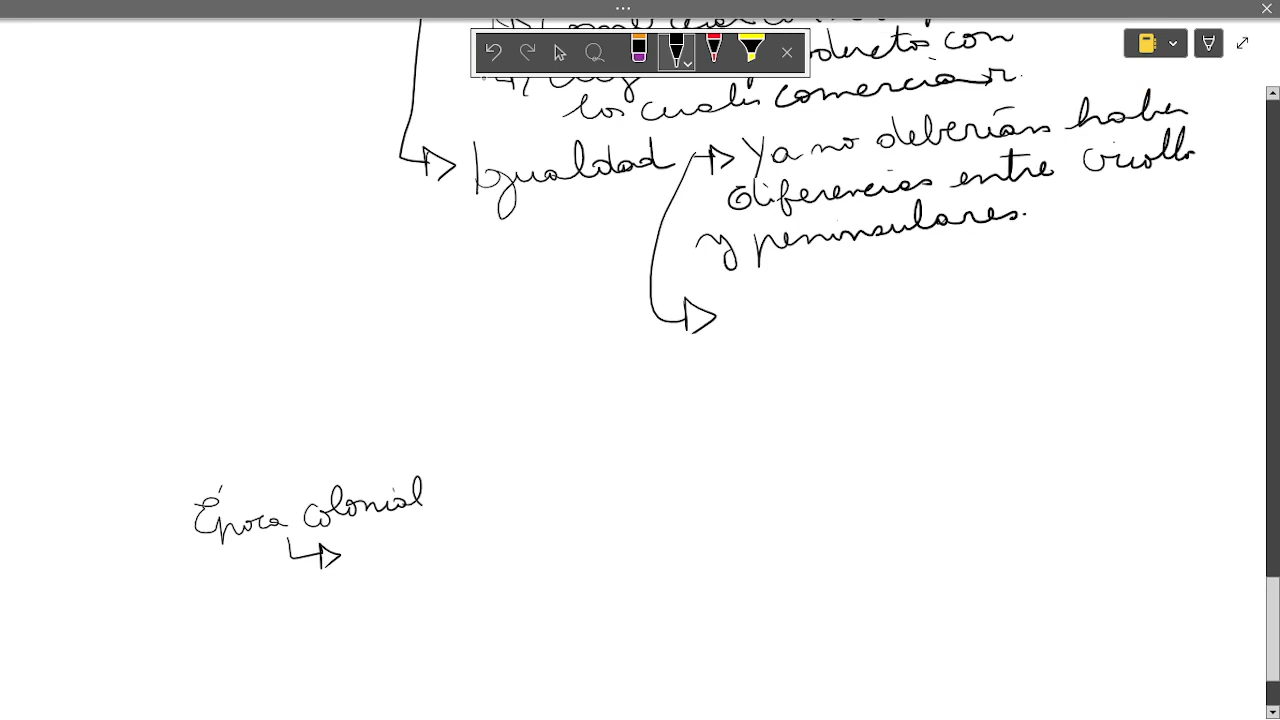 productos con
los cuales comerciar.
Igualdad → Ya no deberían haber
diferencias entre criollos
y peninsulares.
Época colonial